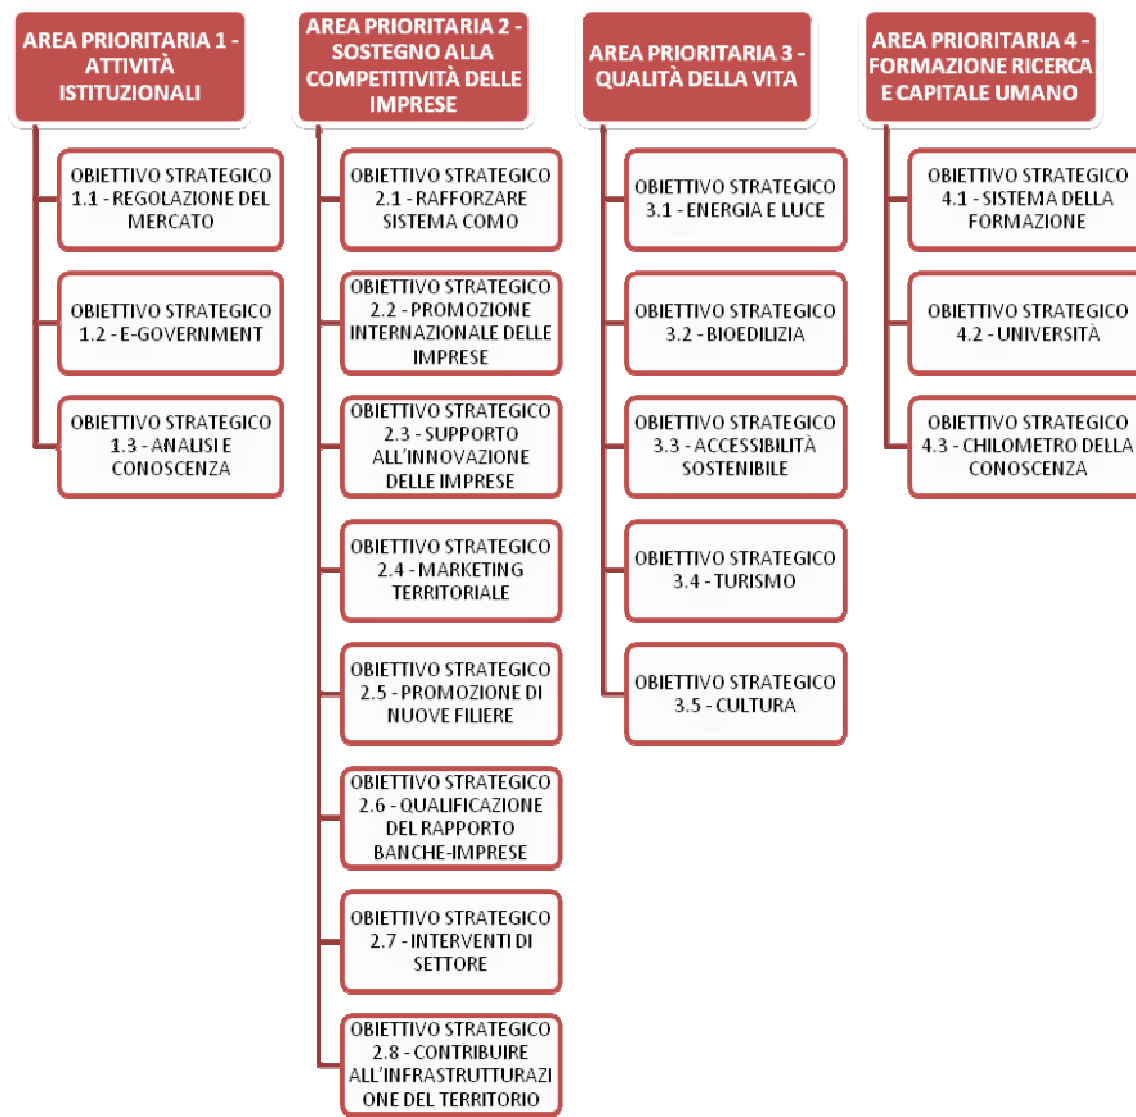 AREA PRIORITARIA 1 -
ATTIVITÀ
ISTITUZIONALI
OBIETTIVO STRATEGICO
1.1 - REGOLAZIONE DEL
MERCATO
OBIETTIVO STRATEGICO
1.2 - E-GOVERNMENT
OBIETTIVO STRATEGICO
1.3 - ANALISI E
CONOSCENZA
AREA PRIORITARIA 2 -
SOSTEGNO ALLA
COMPETITIVITÀ DELLE
IMPRESE
OBIETTIVO STRATEGICO
2.1 - RAFFORZARE
SISTEMA COMO
OBIETTIVO STRATEGICO
2.2 - PROMOZIONE
INTERNAZIONALE DELLE
IMPRESE
OBIETTIVO STRATEGICO
2.3 - SUPPORTO
ALL'INNOVAZIONE
DELLE IMPRESE
OBIETTIVO STRATEGICO
2.4 - MARKETING
TERRITORIALE
OBIETTIVO STRATEGICO
2.5 - PROMOZIONE DI
NUOVE FILIERE
OBIETTIVO STRATEGICO
2.6 - QUALIFICAZIONE
DEL RAPPORTO
BANCHE-IMPRESE
OBIETTIVO STRATEGICO
2.7 - INTERVENTI DI
SETTORE
OBIETTIVO STRATEGICO
2.8 - CONTRIBUIRE
ALL'INFRASTRUTTURAZI
ONE DEL TERRITORIO
AREA PRIORITARIA 3 -
QUALITÀ DELLA VITA
OBIETTIVO STRATEGICO
3.1 - ENERGIA E LUCE
OBIETTIVO STRATEGICO
3.2 - BIOEDILIZIA
OBIETTIVO STRATEGICO
3.3 - ACCESSIBILITÀ
SOSTENIBILE
OBIETTIVO STRATEGICO
3.4 - TURISMO
OBIETTIVO STRATEGICO
3.5 - CULTURA
AREA PRIORITARIA 4 -
FORMAZIONE RICERCA
E CAPITALE UMANO
OBIETTIVO STRATEGICO
4.1 - SISTEMA DELLA
FORMAZIONE
OBIETTIVO STRATEGICO
4.2 - UNIVERSITÀ
OBIETTIVO STRATEGICO
4.3 - CHILOMETRO DELLA
CONOSCENZA